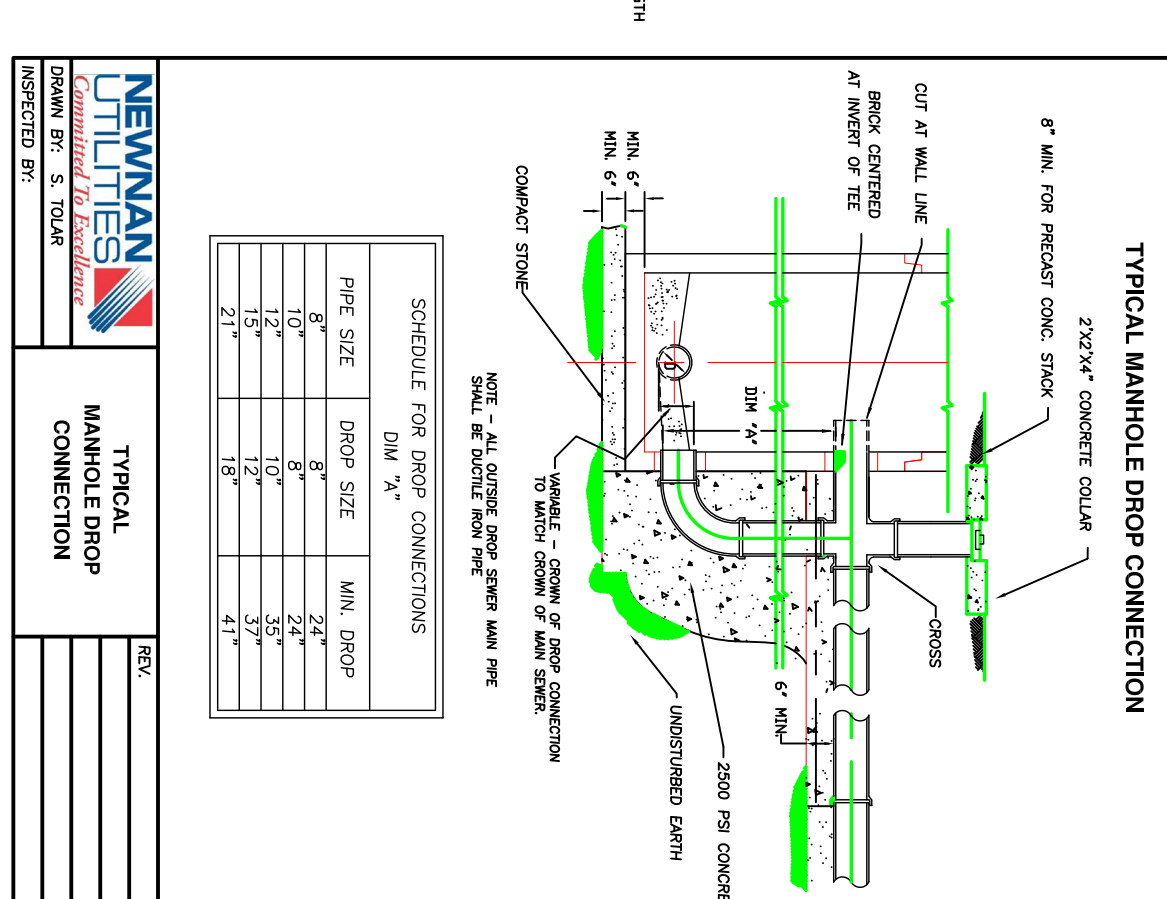 GTH
TYPICAL MANHOLE DROP CONNECTION
2'X2'X4" CONCRETE COLLAR
8" MIN. FOR PRECAST CONC. STACK
CUT AT WALL LINE
BRICK CENTERED
AT INVERT OF TEE
CROSS
MIN. 6"
MIN. 6"
DIM "A"
D
6" MIN.
2500 PSI CONCRE
UNDISTURBED EARTH
COMPACT STONE
VARIABLE - CROWN OF DROP CONNECTION
TO MATCH CROWN OF MAIN SEWER.
NOTE - ALL OUTSIDE DROP SEWER MAIN PIPE
SHALL BE DUCTILE IRON PIPE
SCHEDULE FOR DROP CONNECTIONS
DIM "A"
PIPE SIZE DROP SIZE MIN. DROP
8" 8" 24"
10" 8" 24"
12" 10" 35"
15" 12" 37"
21" 18" 41"
NEWNAN
UTILITIES
Committed To Excellence
DRAWN BY: S. TOLAR
INSPECTED BY:
TYPICAL
MANHOLE DROP
CONNECTION
REV.